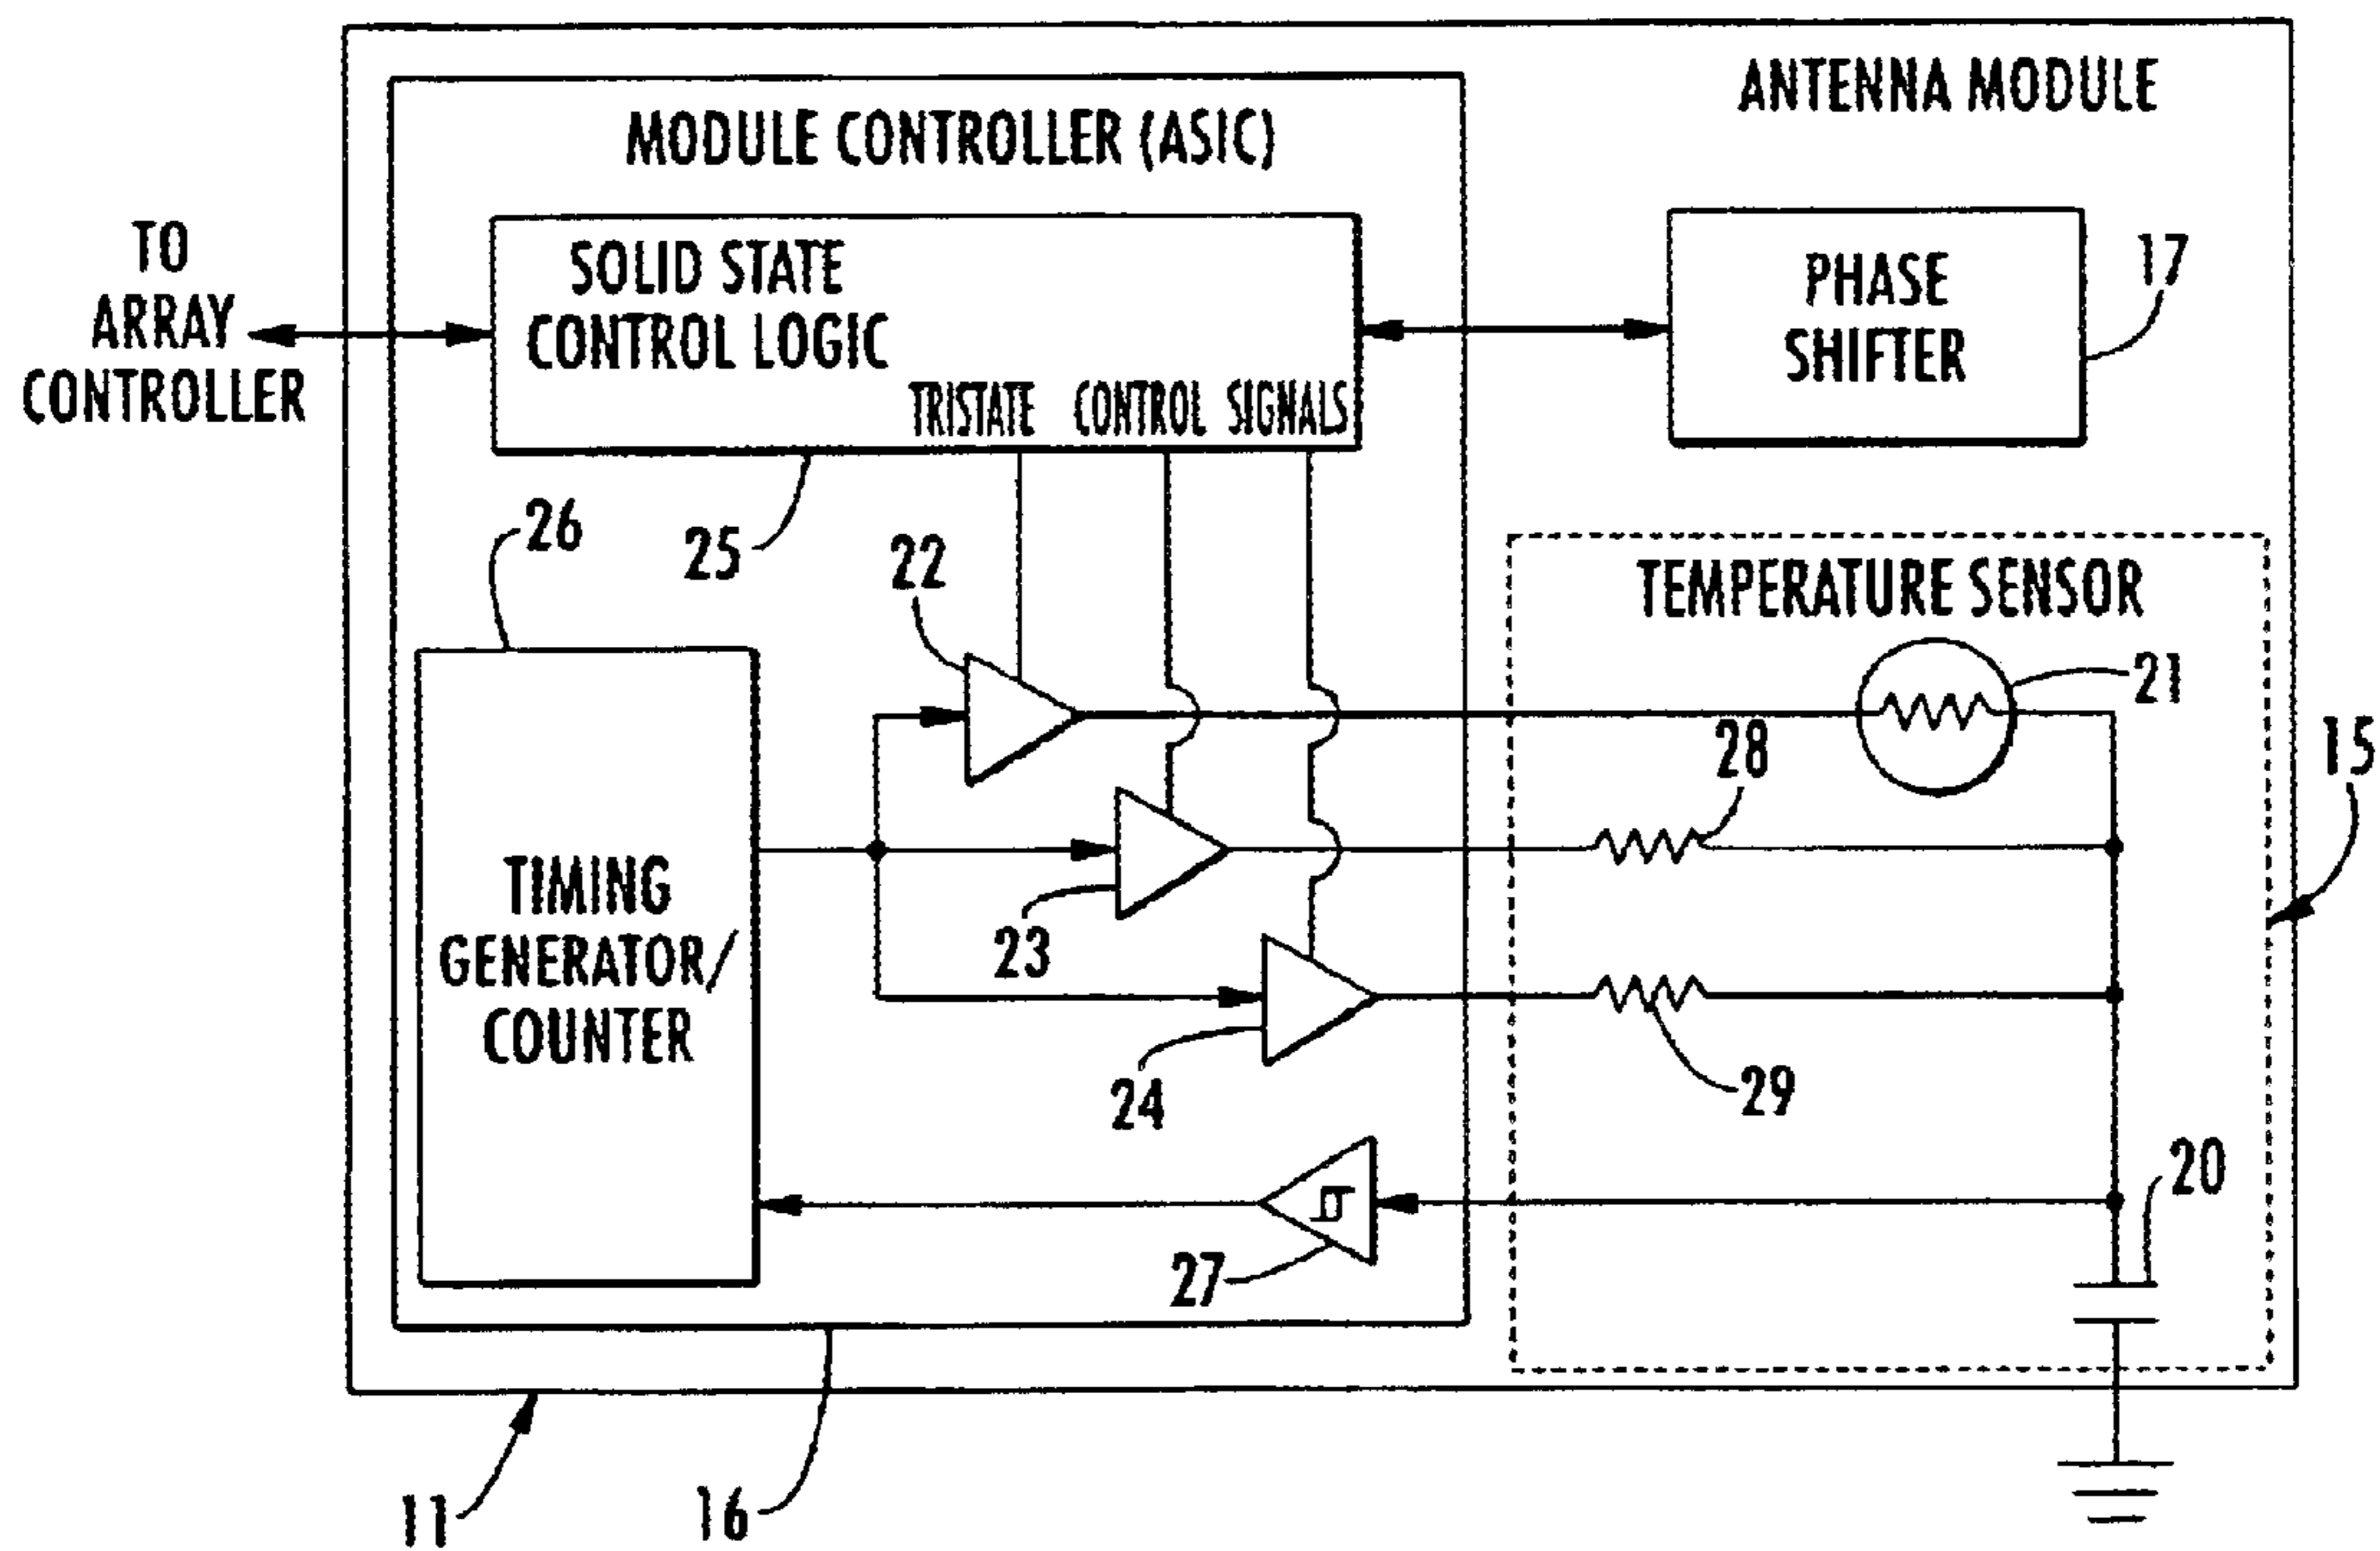 ANTENNA MODULE
MODULE CONTROLLER (ASIC)
TO
ARRAY
CONTROLLER
SOLID STATE
CONTROL LOGIC
TRISTATE CONTROL SIGNALS
PHASE
SHIFTER
17
26
25
22
TEMPERATURE SENSOR
21
28
15
TIMING
GENERATOR/
COUNTER
23
24
29
20
27
11
16